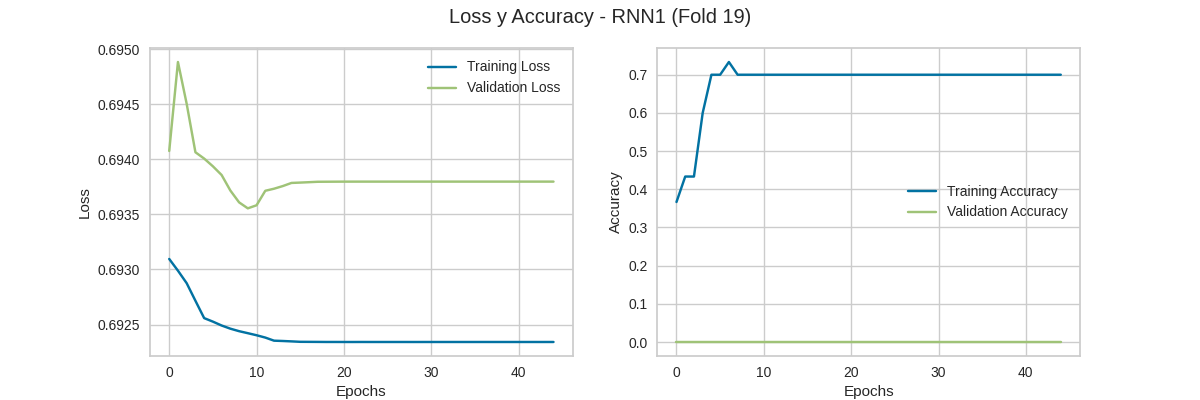 Loss y Accuracy - RNN1 (Fold 19)
0.6950
0.6945
0.6940
0.6935
0.6930
0.6925
Loss
Training Loss
Validation Loss
0 10 20 30 40
Epochs
0.7
0.6
0.5
0.4
0.3
0.2
0.1
0.0
Accuracy
Training Accuracy
Validation Accuracy
0 10 20 30 40
Epochs